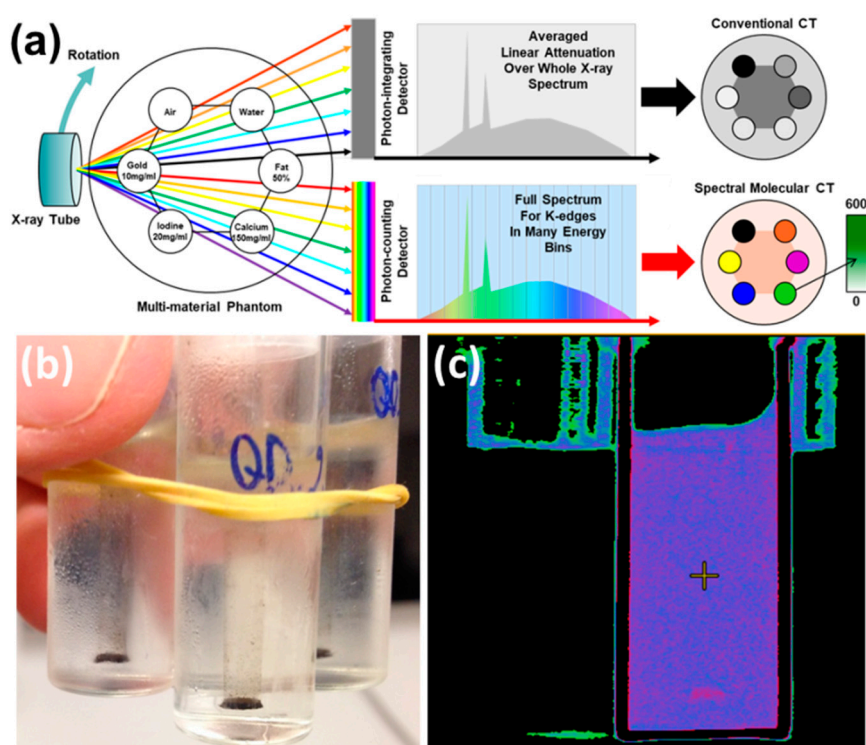 (a)
Rotation
X-ray Tube
Air
Water
Gold
10mg/ml
Fat
50%
Iodine
20mg/ml
Calcium
150mg/ml
Multi-material Phantom
Photon-integrating
Detector
Averaged
Linear Attenuation
Over Whole X-ray
Spectrum
Conventional CT
Photon-counting
Detector
Full Spectrum
For K-edges
In Many Energy
Bins
Spectral Molecular CT
600
0
(b)
QD
QD
(c)